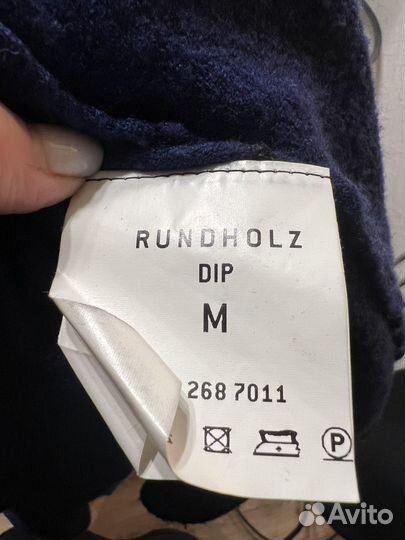 RUNDHOLZ
DIP
M
268 7011
P
Avito